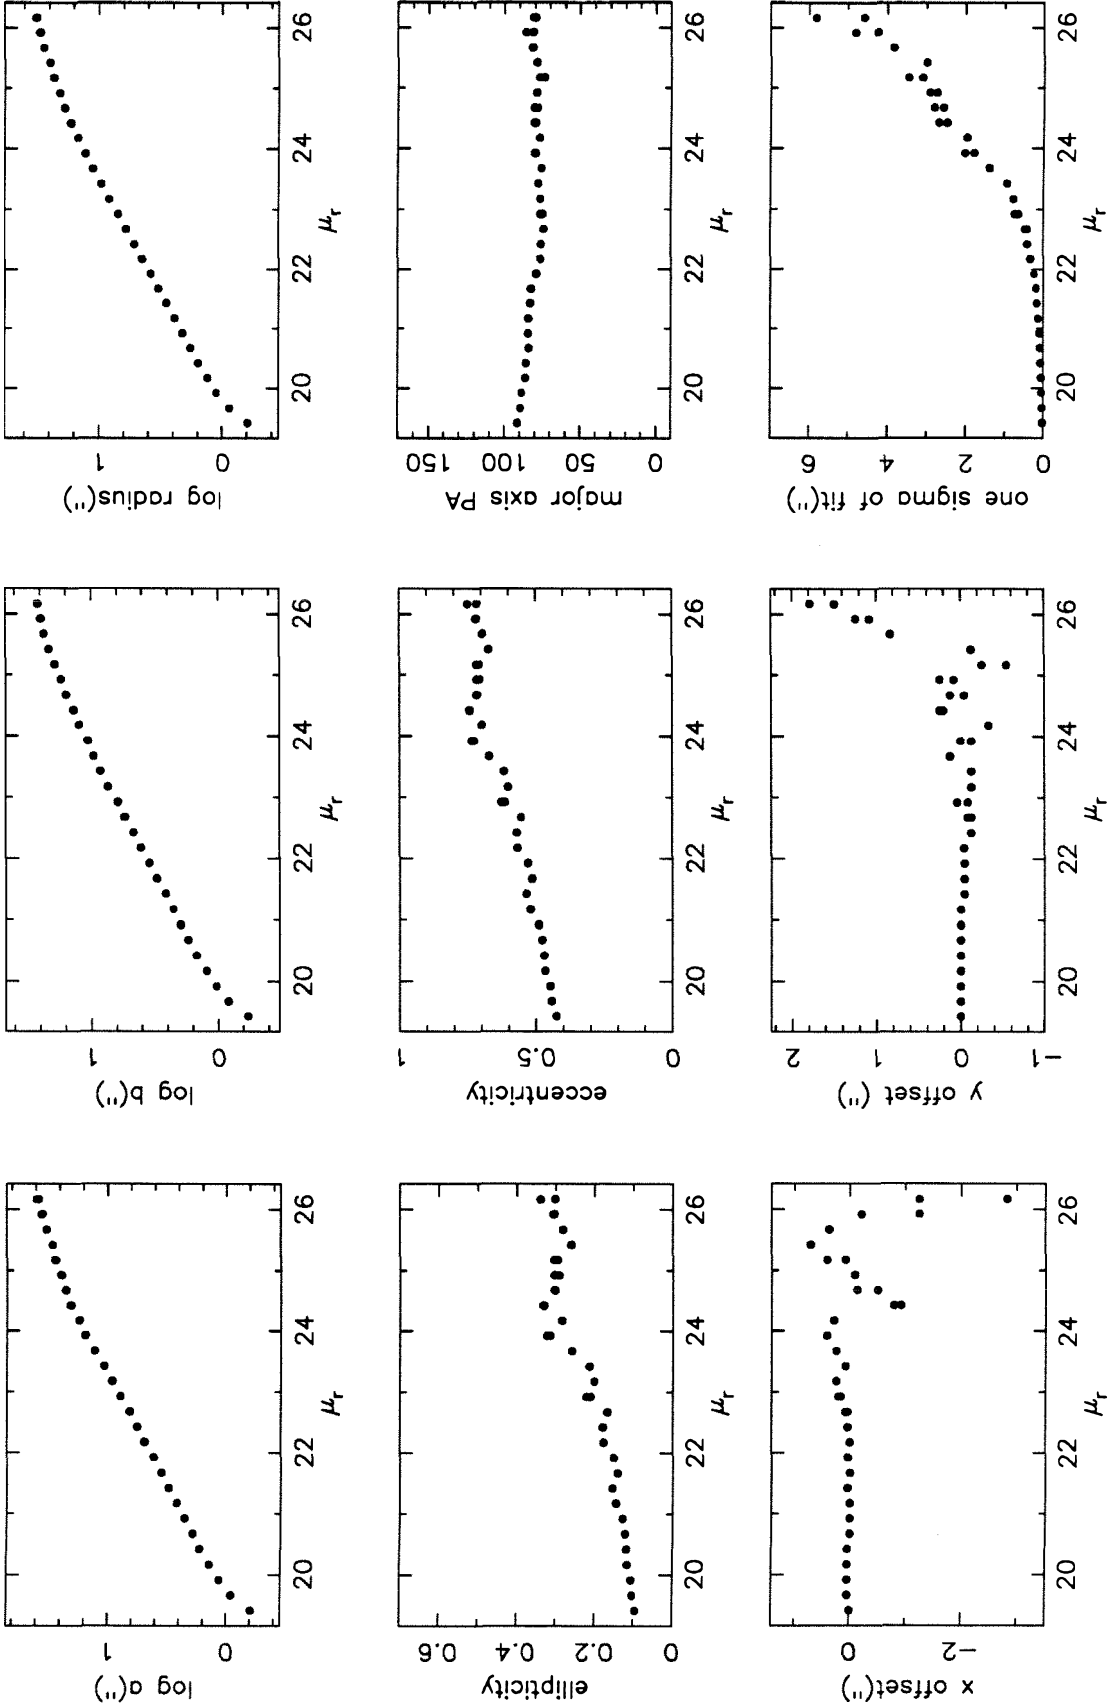 log a(")
1
0
20 22 24 26
μr
log b(")
1
0
20 22 24 26
μr
log radius(")
1
0
20 22 24 26
μr
ellipticity
0.6
0.4
0.2
0
20 22 24 26
μr
eccentricity
1
0.5
0
20 22 24 26
μr
major axis PA
150
100
50
0
20 22 24 26
μr
x offset(")
0
−2
20 22 24 26
μr
y offset (")
2
1
0
−1
20 22 24 26
μr
one sigma of fit(")
6
4
2
0
20 22 24 26
μr